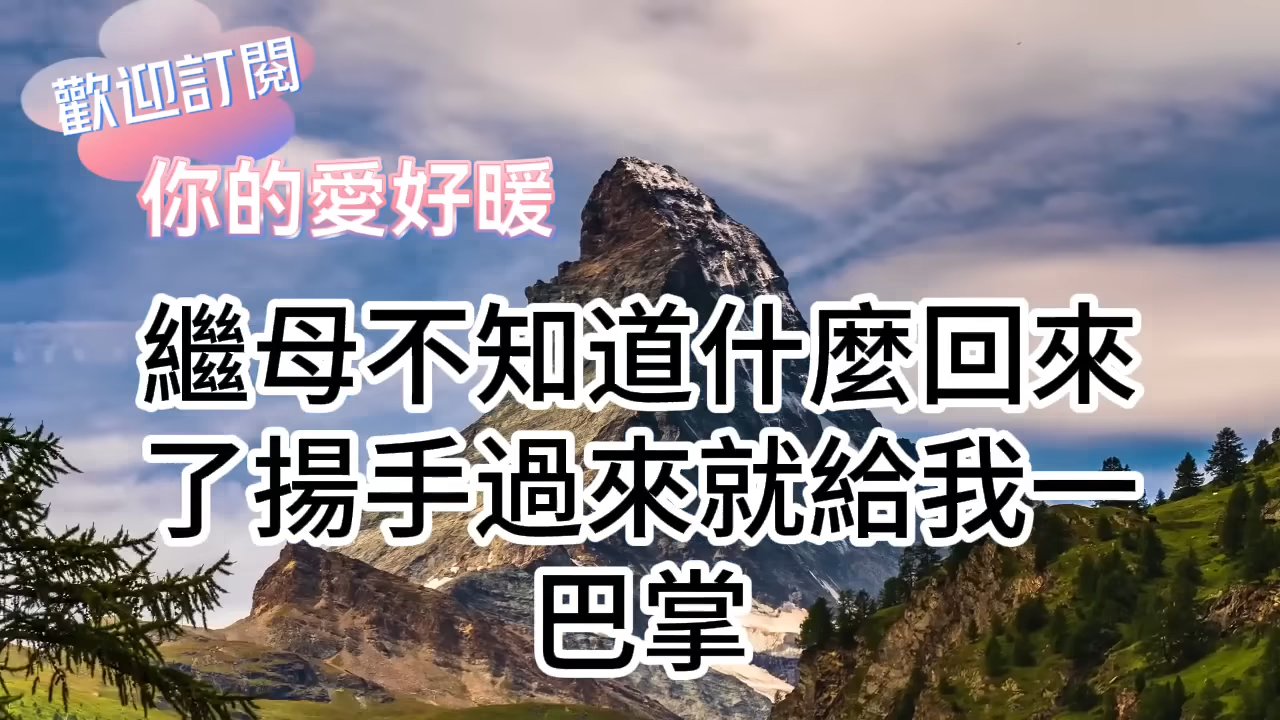 歡迎訂閱
你的愛好暖
繼母不知道什麼回來
了揚手過來就給我一
巴掌